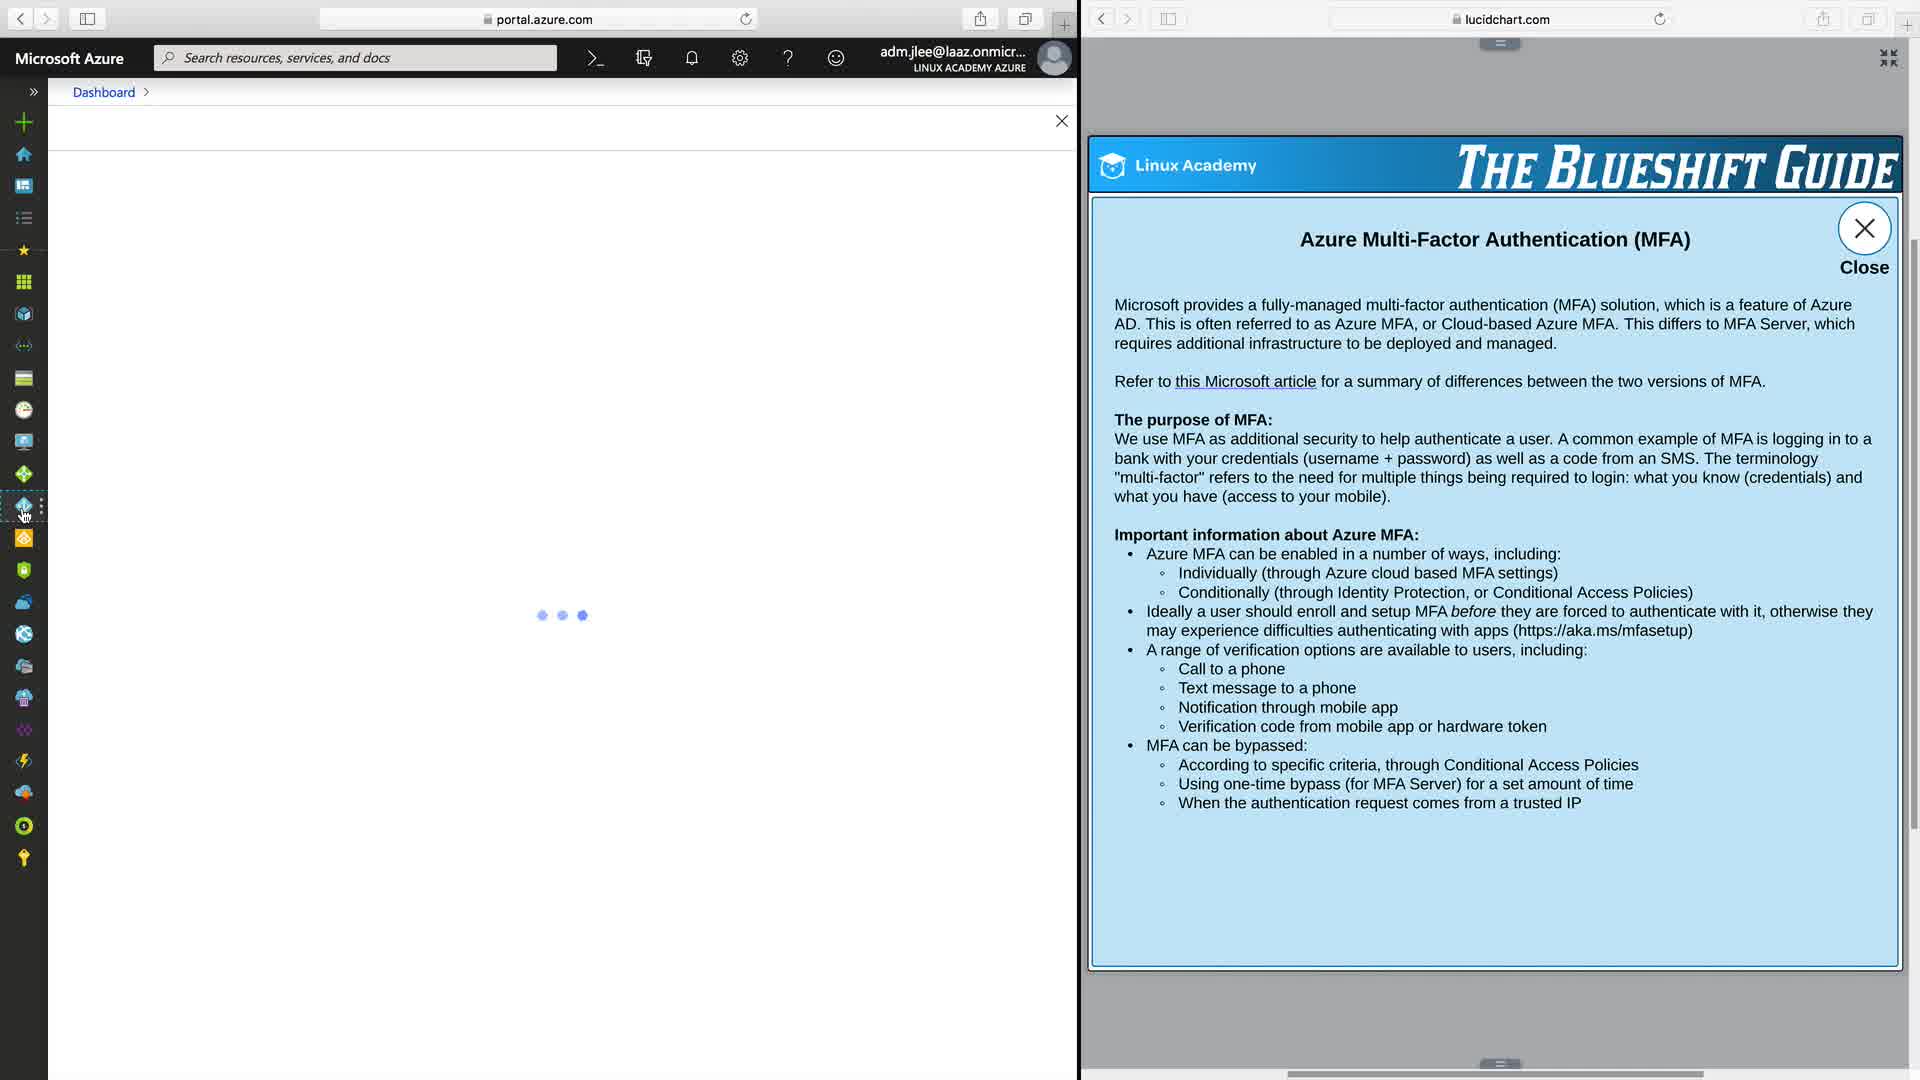 portal.azure.com
Microsoft Azure
Search resources, services, and docs
adm.jlee@laaz.onmicr...
LINUX ACADEMY AZURE
Dashboard
lucidchart.com
Linux Academy
THE BLUESHIFT GUIDE
Azure Multi-Factor Authentication (MFA)
Close
Microsoft provides a fully-managed multi-factor authentication (MFA) solution, which is a feature of Azure
AD. This is often referred to as Azure MFA, or Cloud-based Azure MFA. This differs to MFA Server, which
requires additional infrastructure to be deployed and managed.
Refer to this Microsoft article for a summary of differences between the two versions of MFA.
The purpose of MFA:
We use MFA as additional security to help authenticate a user. A common example of MFA is logging in to a
bank with your credentials (username + password) as well as a code from an SMS. The terminology
"multi-factor" refers to the need for multiple things being required to login: what you know (credentials) and
what you have (access to your mobile).
Important information about Azure MFA:
• Azure MFA can be enabled in a number of ways, including:
◦ Individually (through Azure cloud based MFA settings)
◦ Conditionally (through Identity Protection, or Conditional Access Policies)
• Ideally a user should enroll and setup MFA before they are forced to authenticate with it, otherwise they
may experience difficulties authenticating with apps (https://aka.ms/mfasetup)
• A range of verification options are available to users, including:
◦ Call to a phone
◦ Text message to a phone
◦ Notification through mobile app
◦ Verification code from mobile app or hardware token
• MFA can be bypassed:
◦ According to specific criteria, through Conditional Access Policies
◦ Using one-time bypass (for MFA Server) for a set amount of time
◦ When the authentication request comes from a trusted IP